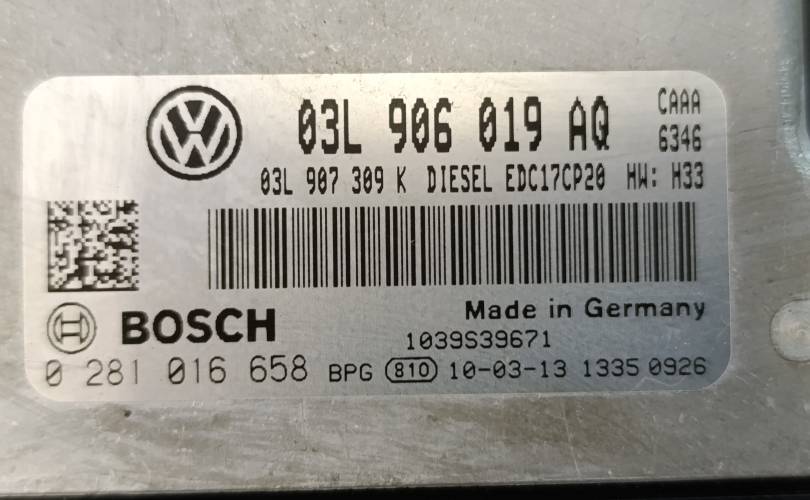 03L 906 019 AQ CAAA
6346
03L 907 309 K DIESEL EDC17CP20 HW: H33
Made in Germany
BOSCH
1039S39671
0 281 016 658 BPG 810 10-03-13 1335 0926